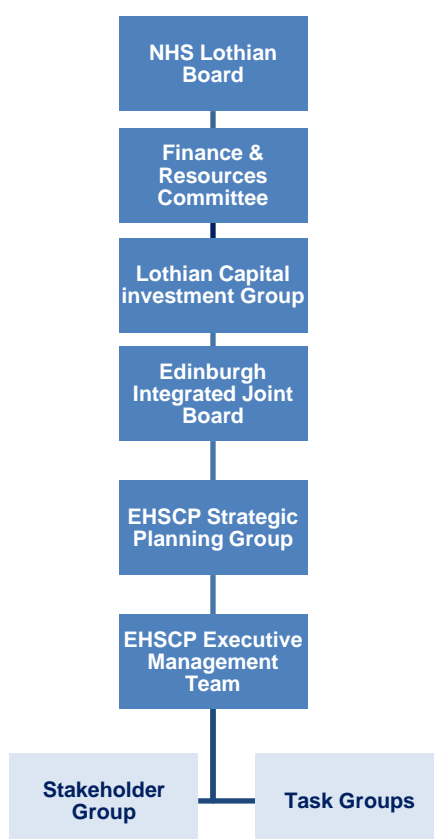 NHS Lothian
Board
Finance &
Resources
Committee
Lothian Capital
investment Group
Edinburgh
Integrated Joint
Board
EHSCP Strategic
Planning Group
EHSCP Executive
Management
Team
Stakeholder
Group
Task Groups